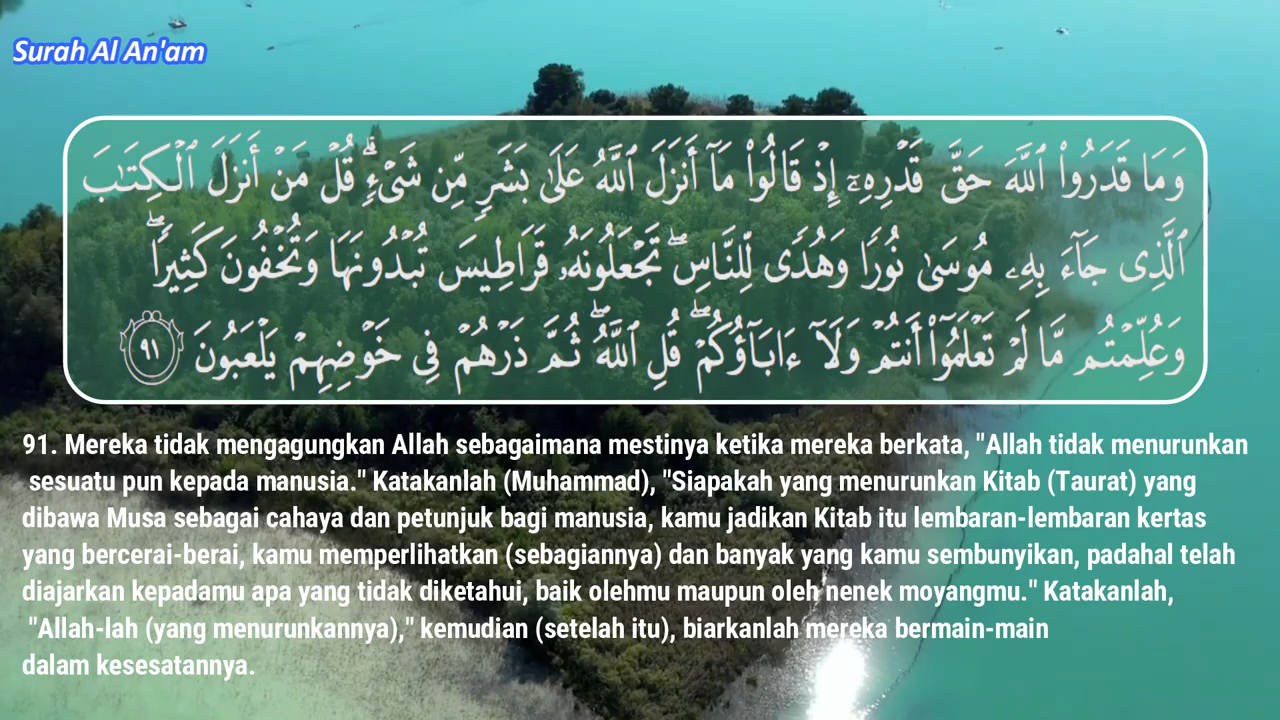 Surah Al An'am
وَمَا قَدَرُوا۟ ٱللَّهَ حَقَّ قَدْرِهِۦٓ إِذْ قَالُوا۟ مَآ أَنزَلَ ٱللَّهُ عَلَىٰ بَشَرٍ مِّن شَىْءٍ ۗ قُلْ مَنْ أَنزَلَ ٱلْكِتَٰبَ
ٱلَّذِى جَآءَ بِهِۦ مُوسَىٰ نُورًا وَهُدًى لِّلنَّاسِ ۖ تَجْعَلُونَهُۥ قَرَاطِيسَ تُبْدُونَهَا وَتُخْفُونَ كَثِيرًا ۖ
وَعُلِّمْتُم مَّا لَمْ تَعْلَمُوٓا۟ أَنتُمْ وَلَآ ءَابَآؤُكُمْ ۖ قُلِ ٱللَّهُ ۖ ثُمَّ ذَرْهُمْ فِى خَوْضِهِمْ يَلْعَبُونَ ٩١
91. Mereka tidak mengagungkan Allah sebagaimana mestinya ketika mereka berkata, "Allah tidak menurunkan
sesuatu pun kepada manusia." Katakanlah (Muhammad), "Siapakah yang menurunkan Kitab (Taurat) yang
dibawa Musa sebagai cahaya dan petunjuk bagi manusia, kamu jadikan Kitab itu lembaran-lembaran kertas
yang bercerai-berai, kamu memperlihatkan (sebagiannya) dan banyak yang kamu sembunyikan, padahal telah
diajarkan kepadamu apa yang tidak diketahui, baik olehmu maupun oleh nenek moyangmu." Katakanlah,
"Allah-lah (yang menurunkannya)," kemudian (setelah itu), biarkanlah mereka bermain-main
dalam kesesatannya.